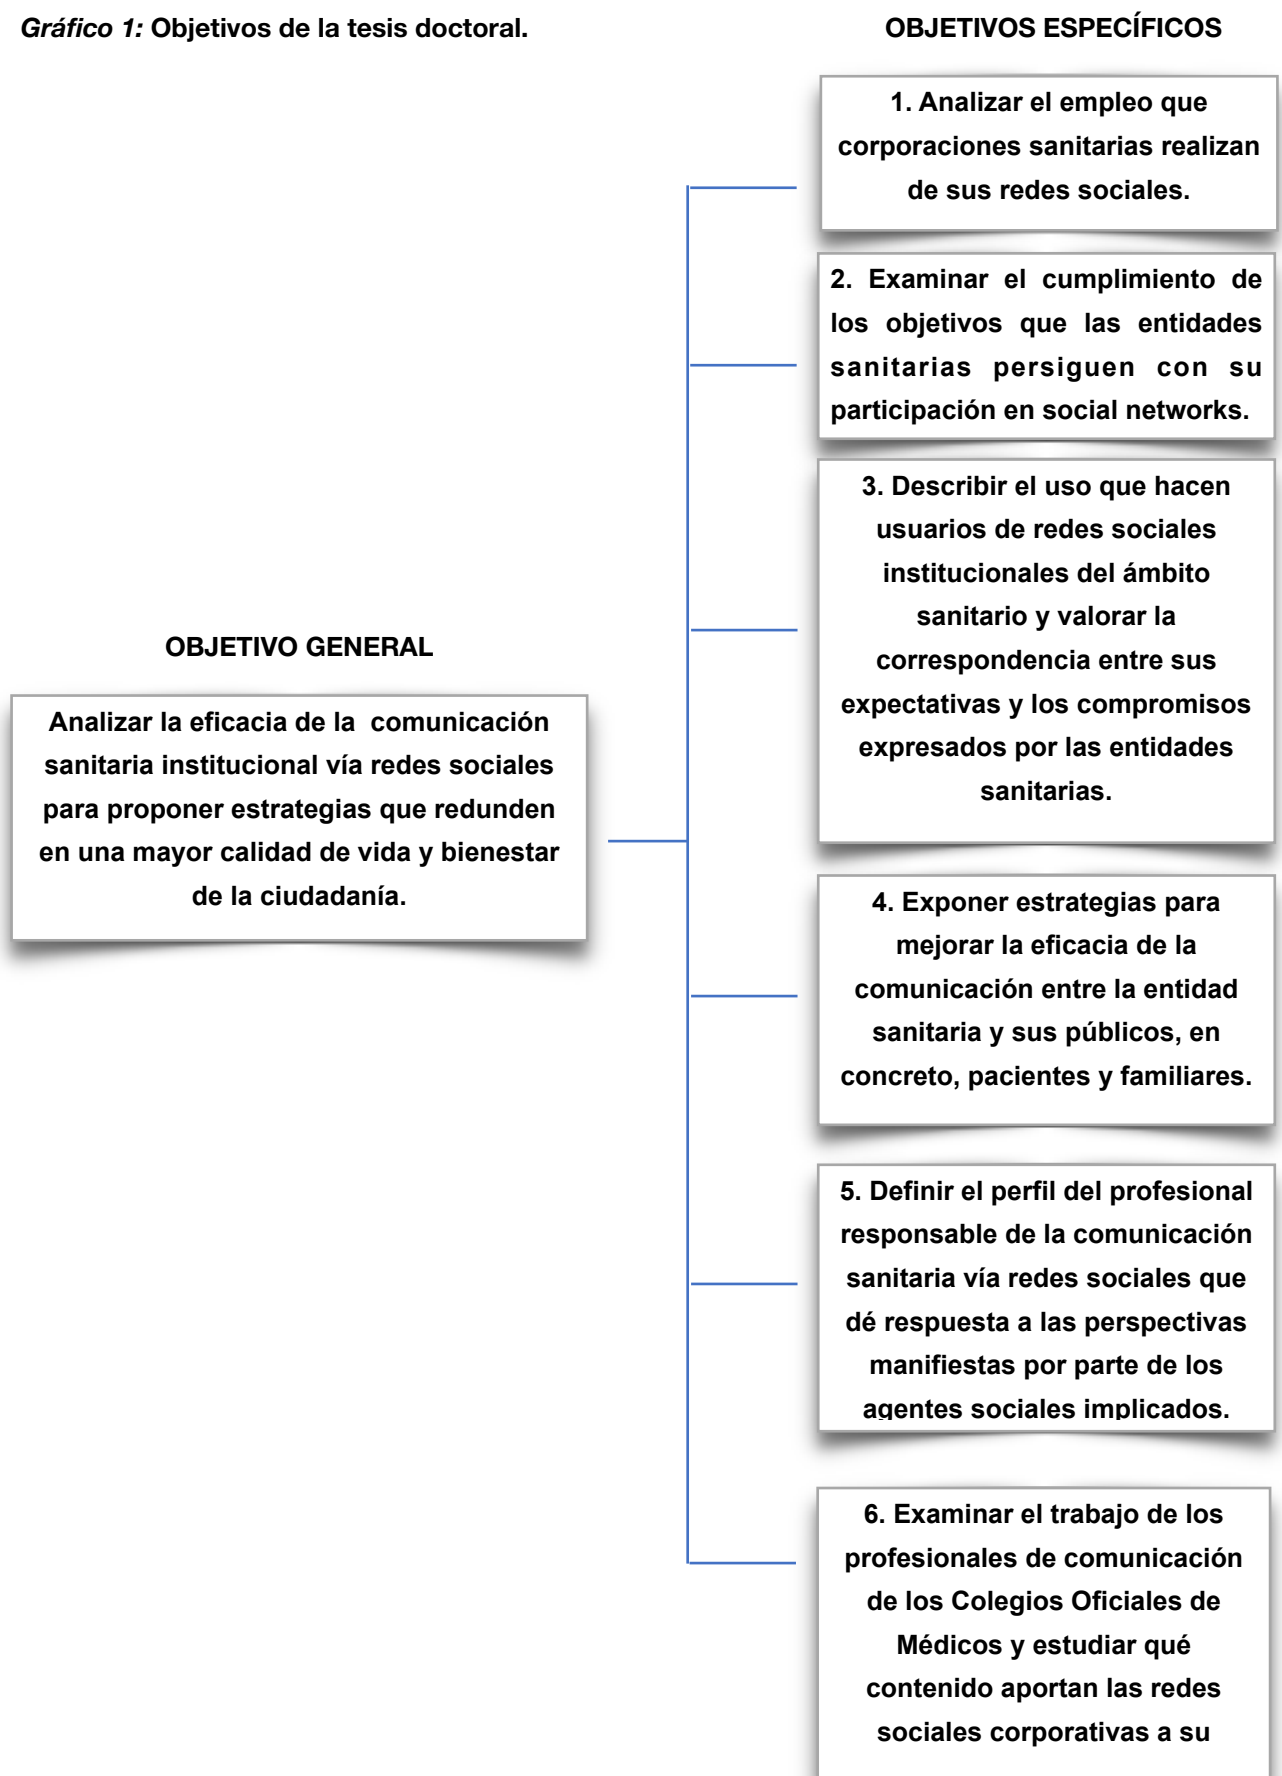 Gráfico 1: Objetivos de la tesis doctoral.
OBJETIVO GENERAL
Analizar la eficacia de la comunicación
sanitaria institucional vía redes sociales
para proponer estrategias que redunden
en una mayor calidad de vida y bienestar
de la ciudadanía.
OBJETIVOS ESPECÍFICOS
1. Analizar el empleo que
corporaciones sanitarias realizan
de sus redes sociales.
2. Examinar el cumplimiento de
los objetivos que las entidades
sanitarias persiguen con su
participación en social networks.
3. Describir el uso que hacen
usuarios de redes sociales
institucionales del ámbito
sanitario y valorar la
correspondencia entre sus
expectativas y los compromisos
expresados por las entidades
sanitarias.
4. Exponer estrategias para
mejorar la eficacia de la
comunicación entre la entidad
sanitaria y sus públicos, en
concreto, pacientes y familiares.
5. Definir el perfil del profesional
responsable de la comunicación
sanitaria vía redes sociales que
dé respuesta a las perspectivas
manifiestas por parte de los
agentes sociales implicados.
6. Examinar el trabajo de los
profesionales de comunicación
de los Colegios Oficiales de
Médicos y estudiar qué
contenido aportan las redes
sociales corporativas a su